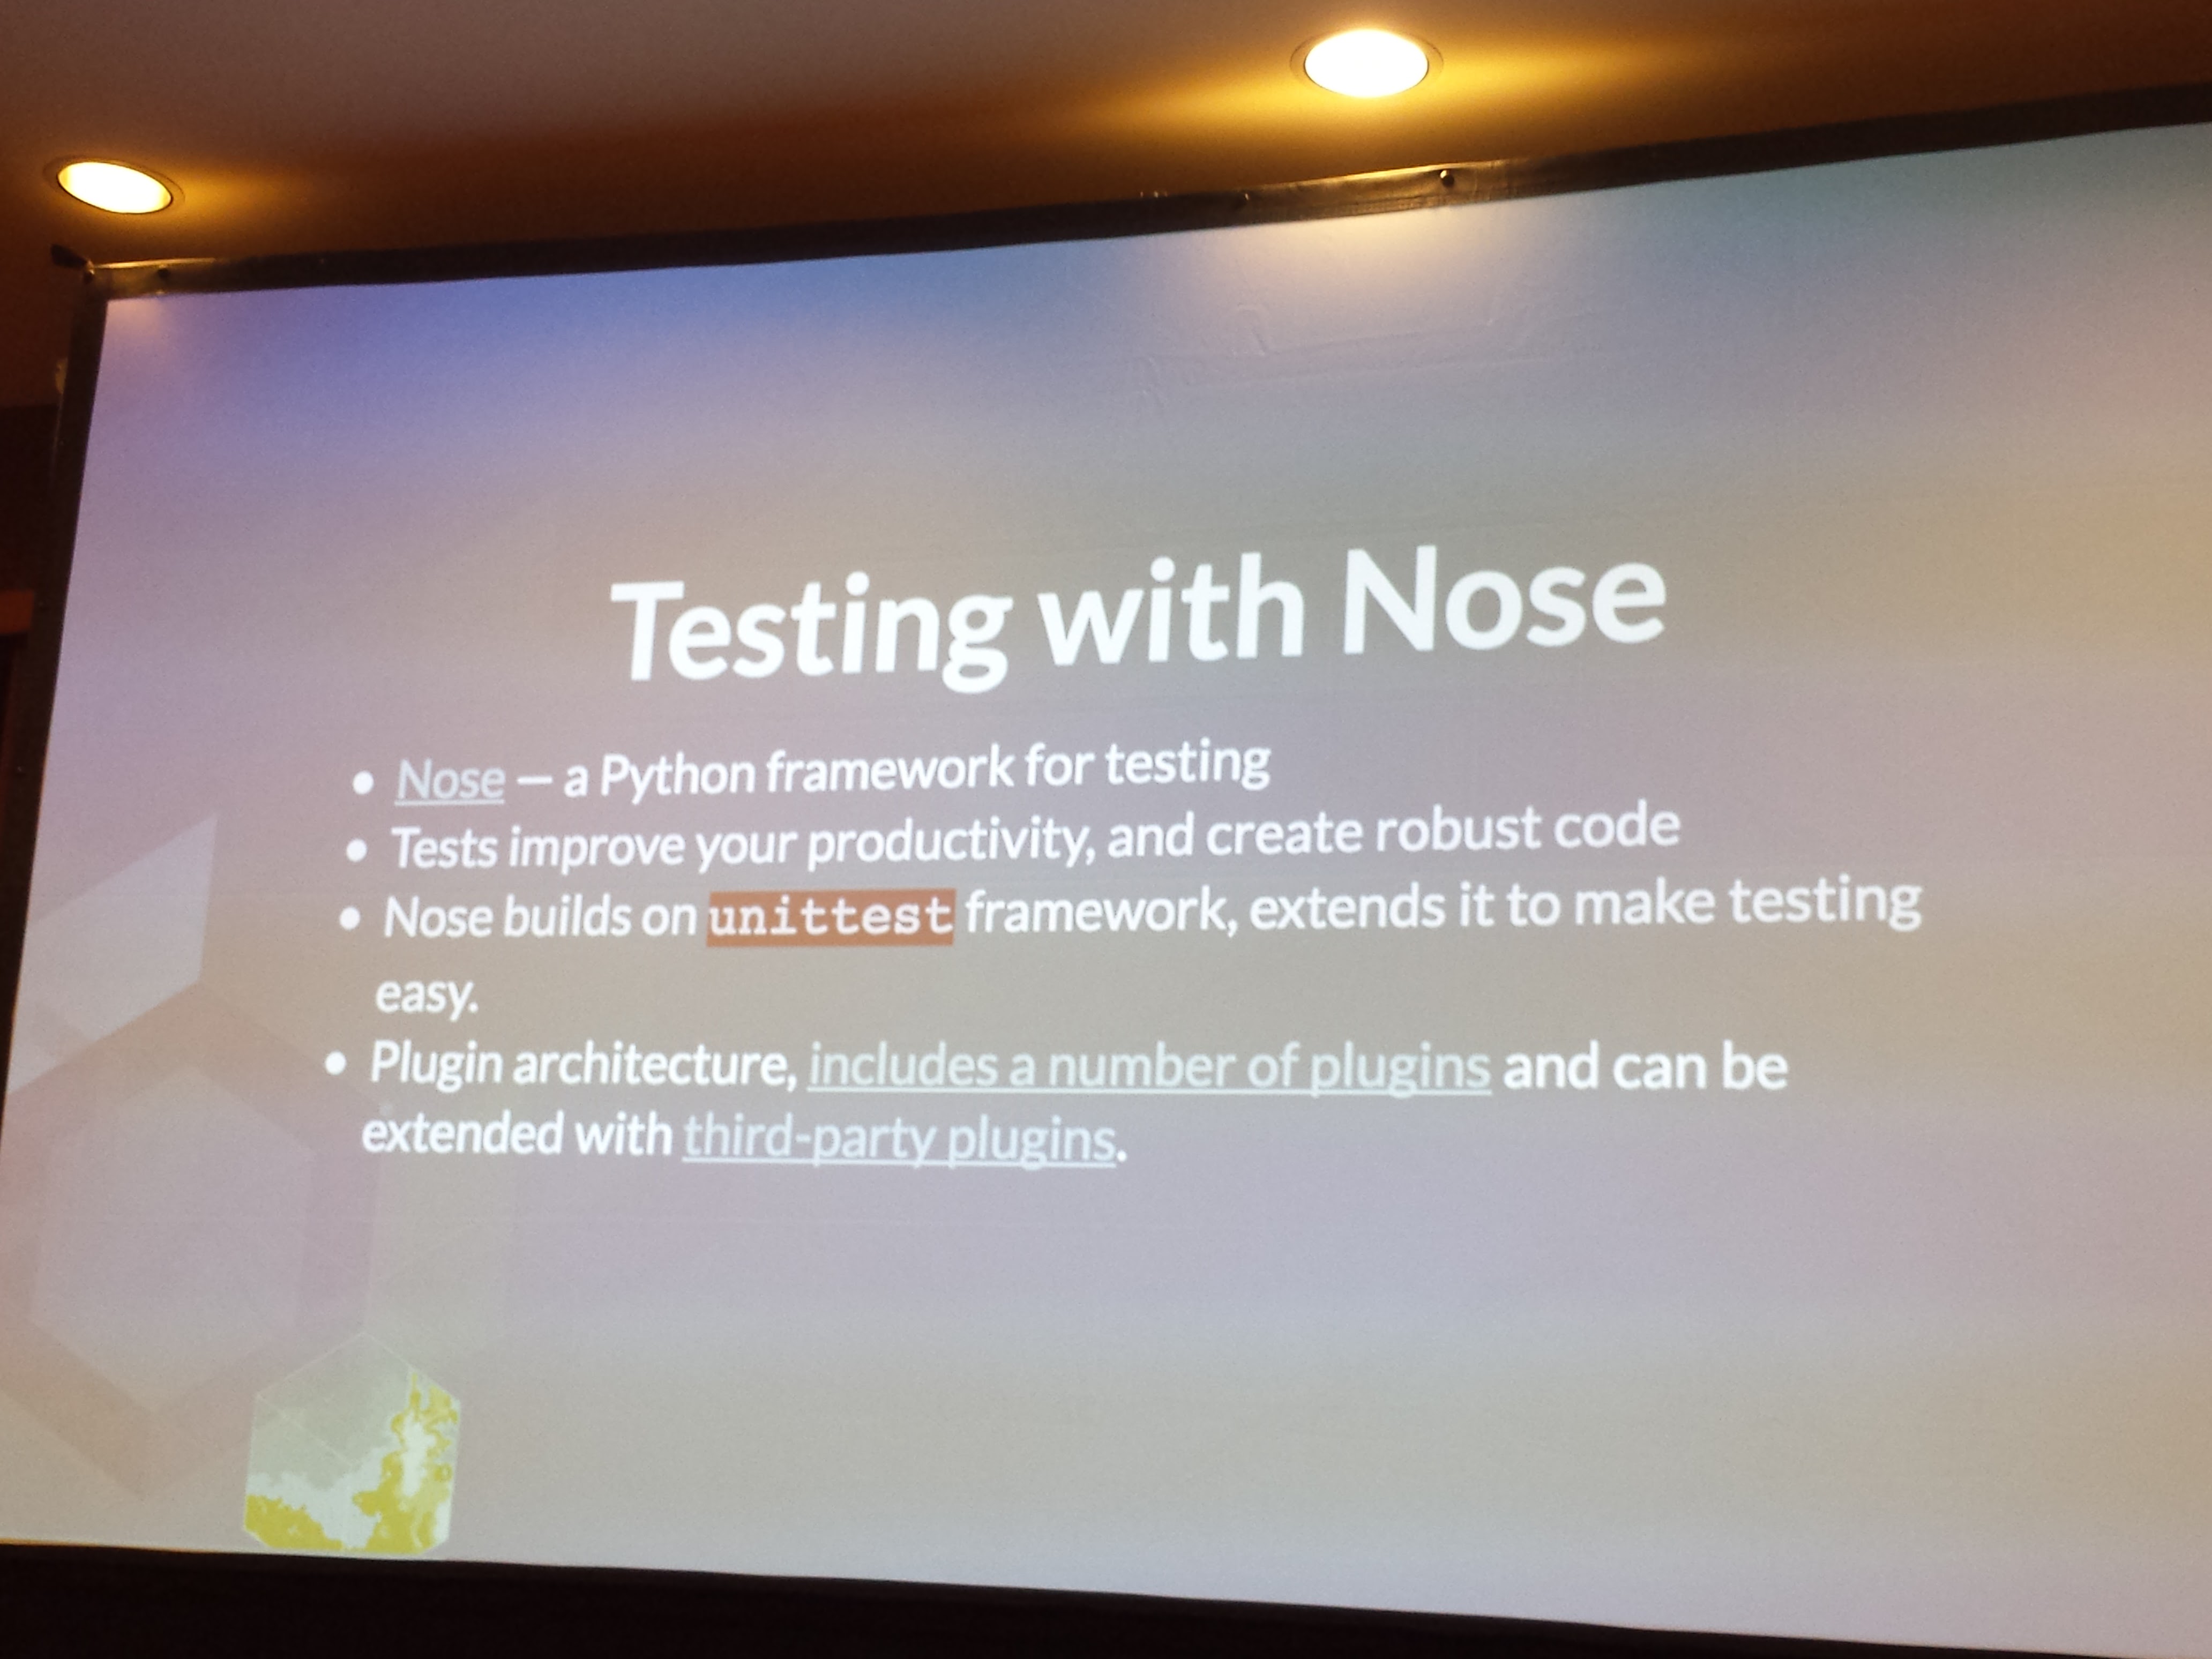 Testing with Nose
• Nose — a Python framework for testing
• Tests improve your productivity, and create robust code
• Nose builds on unittest framework, extends it to make testing
easy.
• Plugin architecture, includes a number of plugins and can be
extended with third-party plugins.